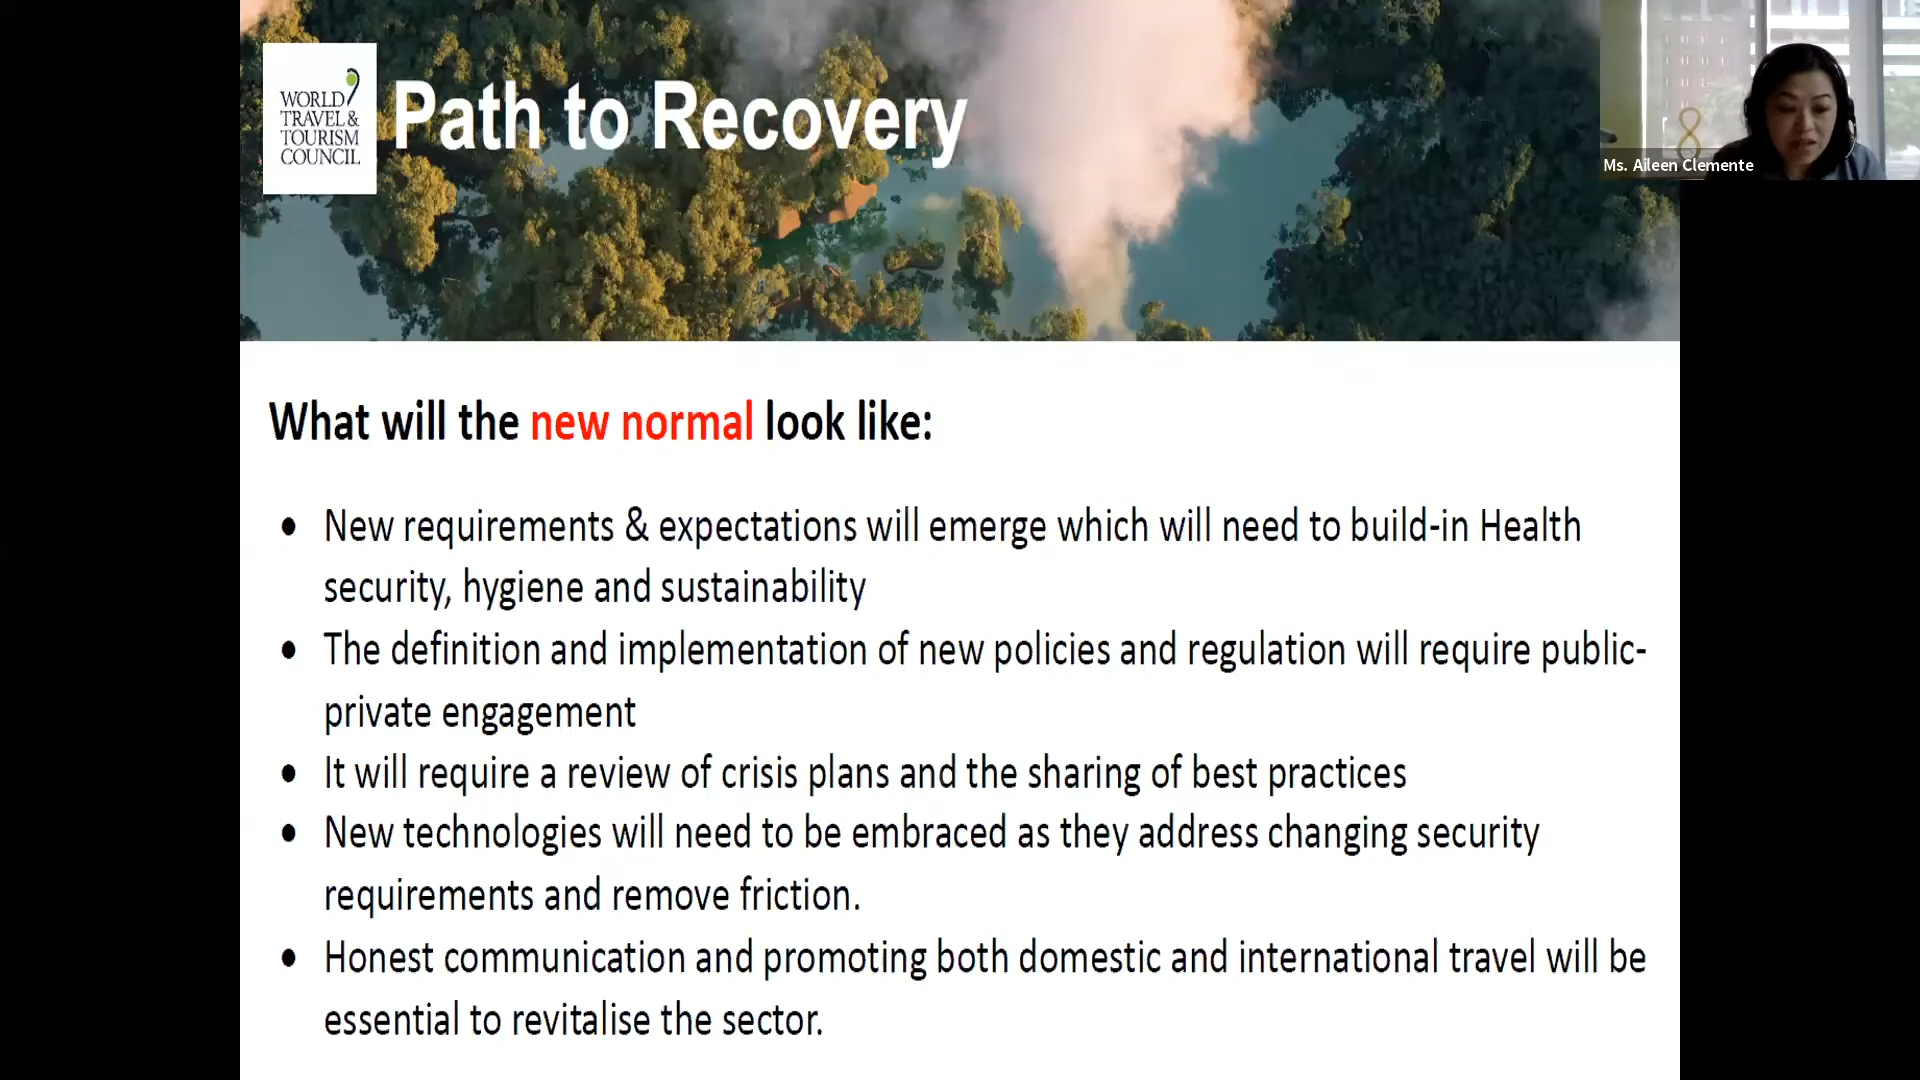 WORLD
TRAVEL &
TOURISM
COUNCIL
Path to Recovery
Ms. Aileen Clemente
What will the new normal look like:
• New requirements & expectations will emerge which will need to build-in Health
security, hygiene and sustainability
• The definition and implementation of new policies and regulation will require public-
private engagement
• It will require a review of crisis plans and the sharing of best practices
• New technologies will need to be embraced as they address changing security
requirements and remove friction.
• Honest communication and promoting both domestic and international travel will be
essential to revitalise the sector.